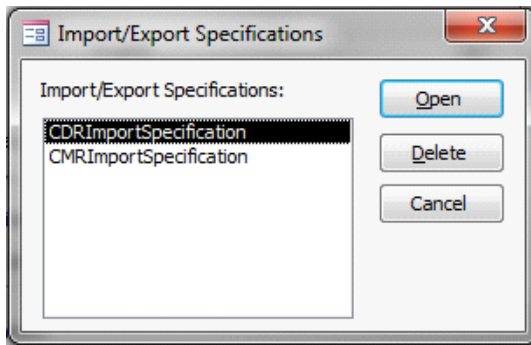 Import/Export Specifications
Import/Export Specifications:
Open
CDRImportSpecification
CMRImportSpecification
Delete
Cancel